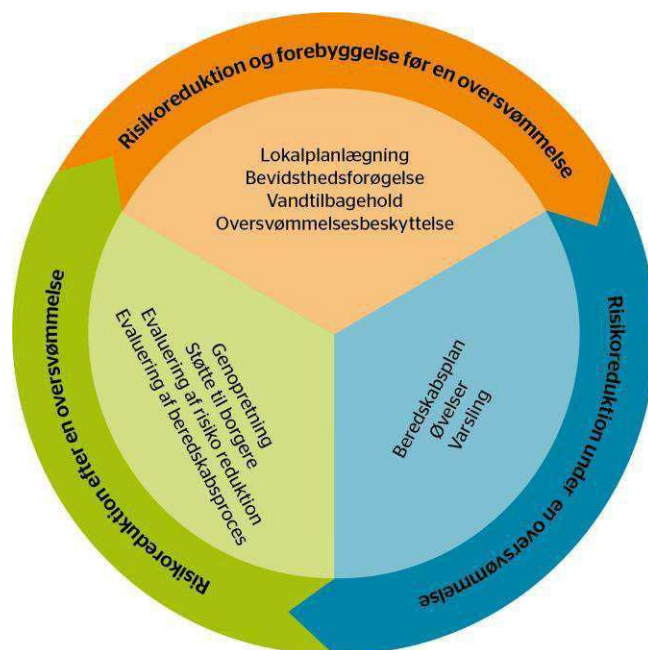 Risikoreduktion og forebyggelse før en oversvømmelse
Lokalplanlægning
Bevidsthedsforøgelse
Vandtilbagehold
Oversvømmelsesbeskyttelse
Risikoreduktion under en oversvømmelse
Beredskabsplan
Øvelser
Varsling
Risikoreduktion efter en oversvømmelse
Genopretning
Støtte til borgere
Evaluering af risiko reduktion
Evaluering af beredskabsproces